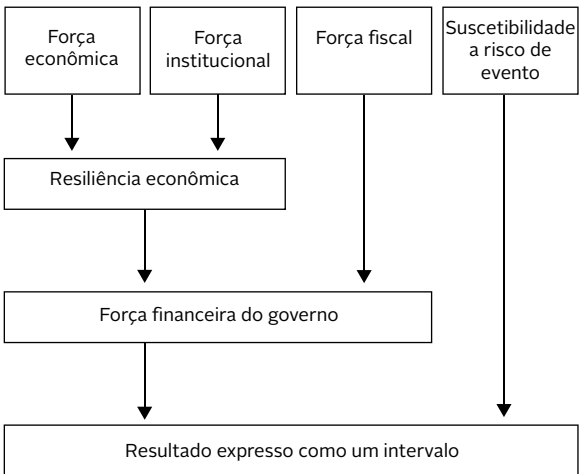 Força
econômica
Força
institucional
Força fiscal
Suscetibilidade
a risco de
evento
Resiliência econômica
Força financeira do governo
Resultado expresso como um intervalo